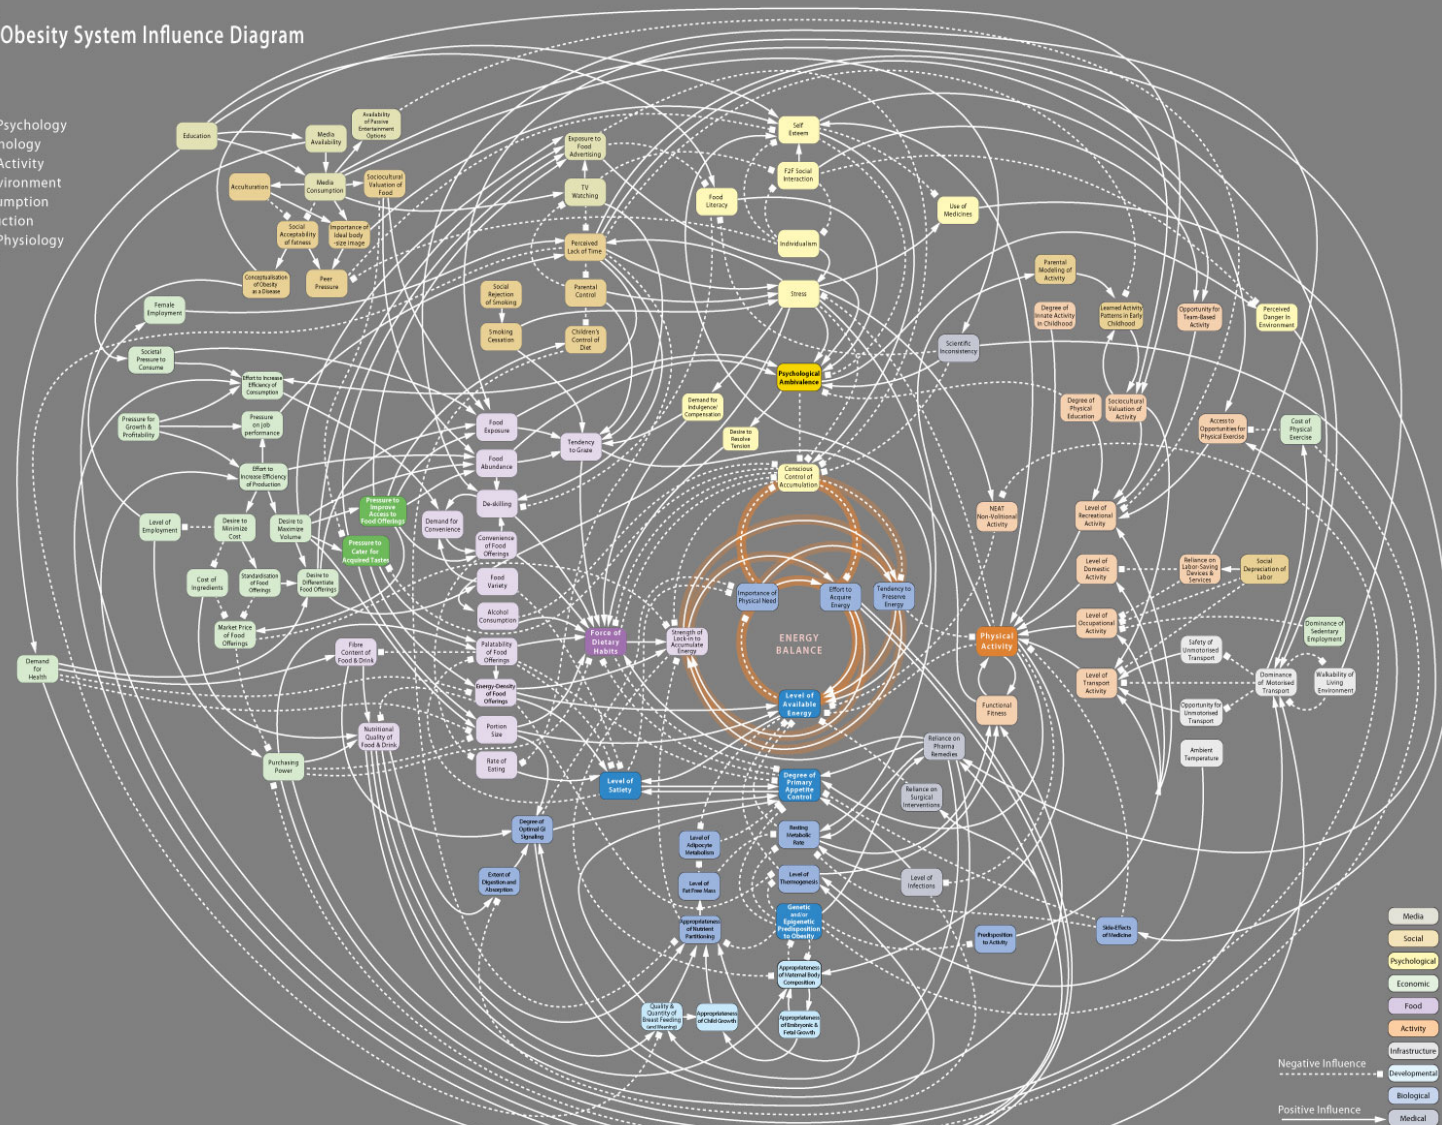 Obesity System Influence Diagram
Psychology
nology
Activity
vironment
umption
ction
Physiology
Education
Media
Availability
Availability
of Passive
Entertainment
Options
Acculturation
Media
Consumption
Sociocultural
Valuation of
Food
Social
Acceptability
of fatness
Importance of
Ideal body
-size image
Conceptualisation
of Obesity
as a Disease
Peer
Pressure
Exposure to
Food
Advertising
TV
Watching
Perceived
Lack of Time
Social
Rejection
of Smoking
Parental
Control
Smoking
Cessation
Children's
Control of
Diet
Self
Esteem
F2F Social
Interaction
Food
Literacy
Individualism
Stress
Use of
Medicines
Psychological
Ambivalence
Demand for
Indulgence/
Compensation
Desire to
Resolve
Tension
Conscious
Control of
Accumulation
Parental
Modeling of
Activity
Degree of
Innate Activity
in Childhood
Learned Activity
Patterns in Early
Childhood
Opportunity for
Team-Based
Activity
Perceived
Danger In
Environment
Scientific
Inconsistency
Degree of
Physical
Education
Sociocultural
Valuation of
Activity
Access to
Opportunities for
Physical Exercise
Cost of
Physical
Exercise
Female
Employment
Societal
Pressure to
Consume
Effort to Increase
Efficiency of
Consumption
Pressure for
Growth &
Profitability
Pressure
on job
performance
Effort to
Increase Efficiency
of Production
Level of
Employment
Desire to
Minimize
Cost
Desire to
Maximize
Volume
Pressure to
Improve
Access to
Food Offerings
Pressure to
Cater for
Acquired Tastes
Cost of
Ingredients
Standardisation
of Food
Offerings
Desire to
Differentiate
Food Offerings
Market Price
of Food
Offerings
Demand
for
Health
Fibre
Content of
Food & Drink
Nutritional
Quality of
Food & Drink
Purchasing
Power
Food
Exposure
Food
Abundance
Tendency
to Graze
De-skilling
Demand for
Convenience
Convenience
of Food
Offerings
Food
Variety
Alcohol
Consumption
Palatability
of Food
Offerings
Energy-Density
of Food
Offerings
Portion
Size
Rate of
Eating
Force of
Dietary
Habits
Strength of
Lock-in to
Accumulate
Energy
Importance of
Physical Need
Effort to
Acquire
Energy
Tendency to
Preserve
Energy
ENERGY
BALANCE
Level of
Available
Energy
Physical
Activity
NEAT
Non-Volitional
Activity
Level of
Recreational
Activity
Level of
Domestic
Activity
Reliance on
Labor-Saving
Devices &
Services
Social
Depreciation of
Labor
Level of
Occupational
Activity
Dominance of
Sedentary
Employment
Safety of
Unmotorised
Transport
Level of
Transport
Activity
Dominance
of Motorised
Transport
Walkability of
Living
Environment
Opportunity for
Unmotorised
Transport
Ambient
Temperature
Functional
Fitness
Reliance on
Pharma
Remedies
Reliance on
Surgical
Interventions
Level of
Satiety
Degree of
Primary
Appetite
Control
Degree of
Optimal GI
Signaling
Extent of
Digestion and
Absorption
Level of
Adipocyte
Metabolism
Resting
Metabolic
Rate
Level of
Fat Free Mass
Level of
Thermogenesis
Level of
Infections
Appropriateness
of Nutrient
Partitioning
Genetic
and/or
Epigenetic
Predisposition
to Obesity
Predisposition
to Activity
Side-Effects
of Medicine
Appropriateness
of Maternal Body
Composition
Quality &
Quantity of
Breast Feeding
(and Weaning)
Appropriateness
of Child Growth
Appropriateness
of Embryonic &
Fetal Growth
Media
Social
Psychological
Economic
Food
Activity
Infrastructure
Developmental
Biological
Medical
Negative Influence
Positive Influence